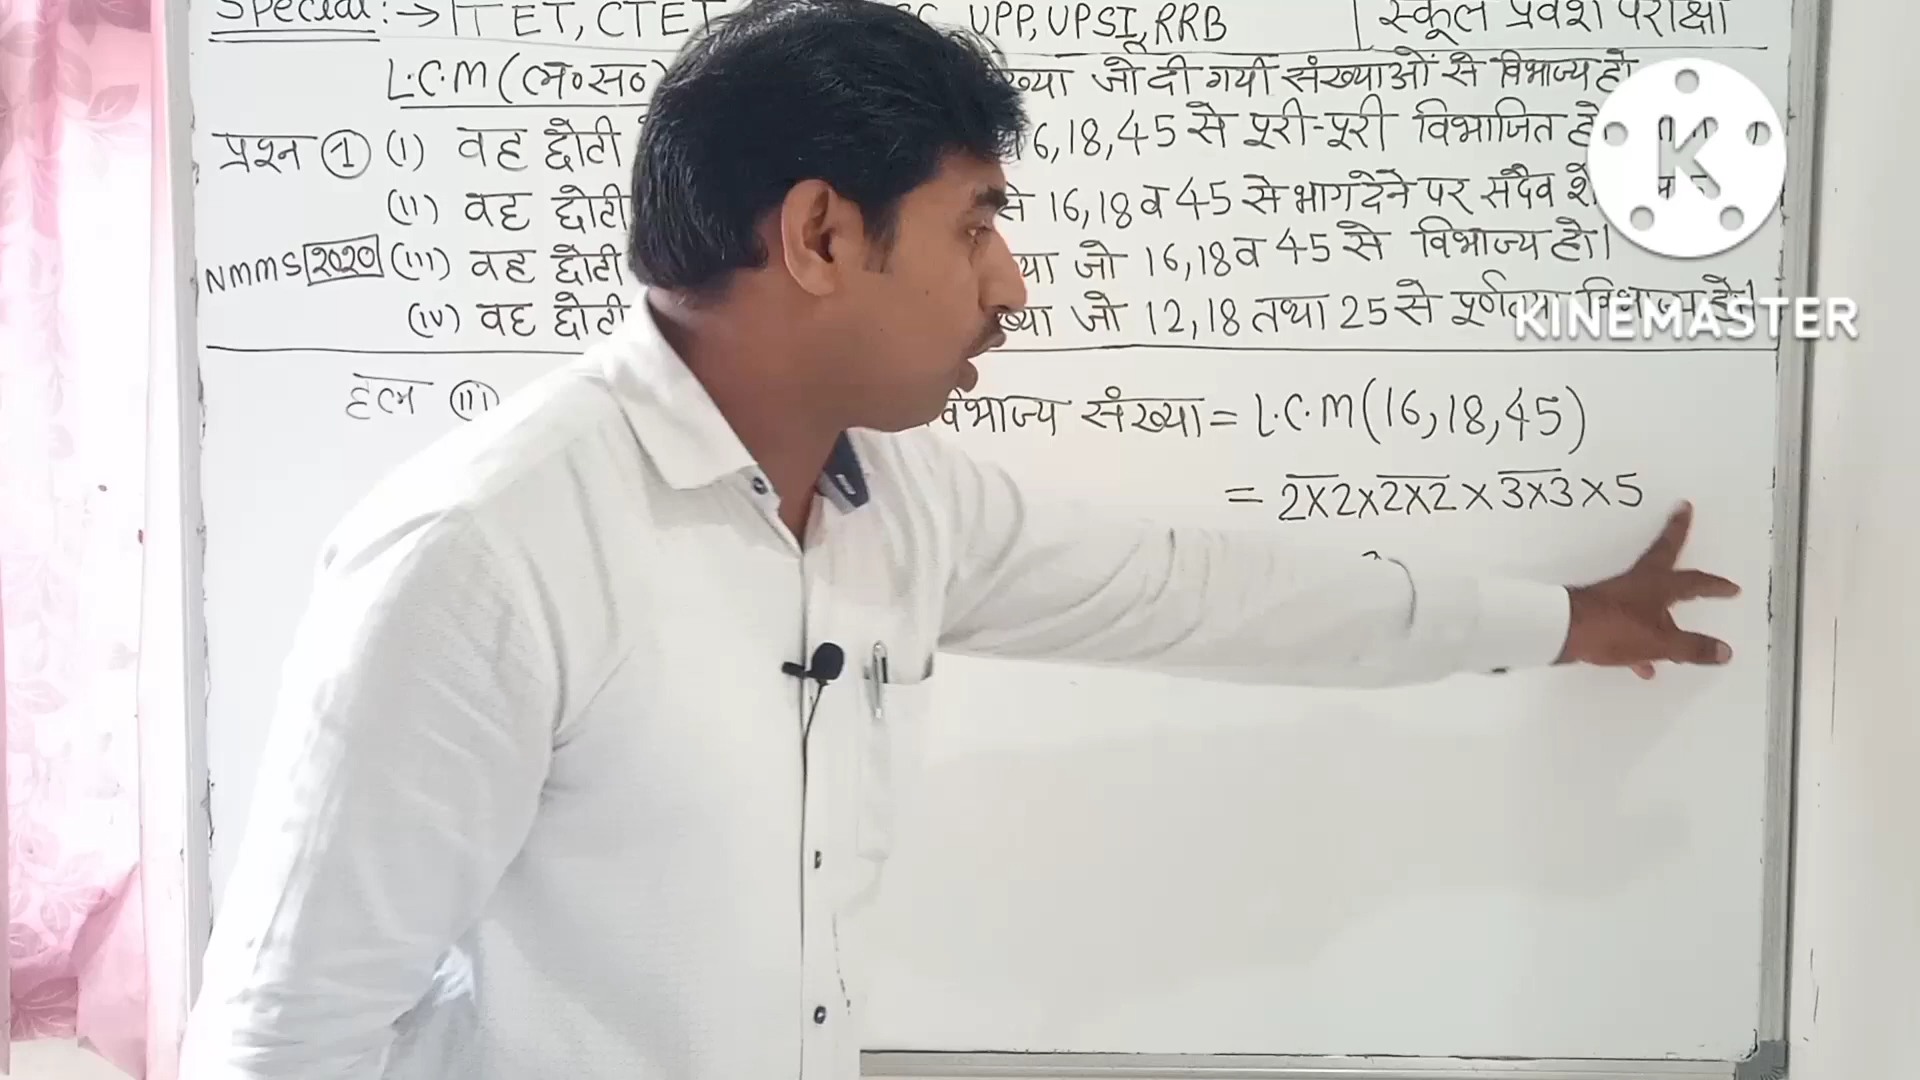 Special:→ TET, CTET UPP, UPSI, RRB | स्कूल प्रवेश परीक्षा
L.C.M (ल०स०) जो दी गयी संख्याओं से विभाज्य हो
प्रश्न ① (I) वह छोटी 6,18,45 से पूरी-पूरी विभाजित
(II) वह छोटी 16,18 व 45 से भाग देने पर सदैव
NMMS 2020 (III) वह छोटी जो 16,18 व 45 से विभाज्य हो।
(IV) वह छोटी जो 12,18 तथा 25 से
KINEMASTER
हल (III) विभाज्य संख्या = L.C.M (16,18,45)
= 2×2×2×2×3×3×5